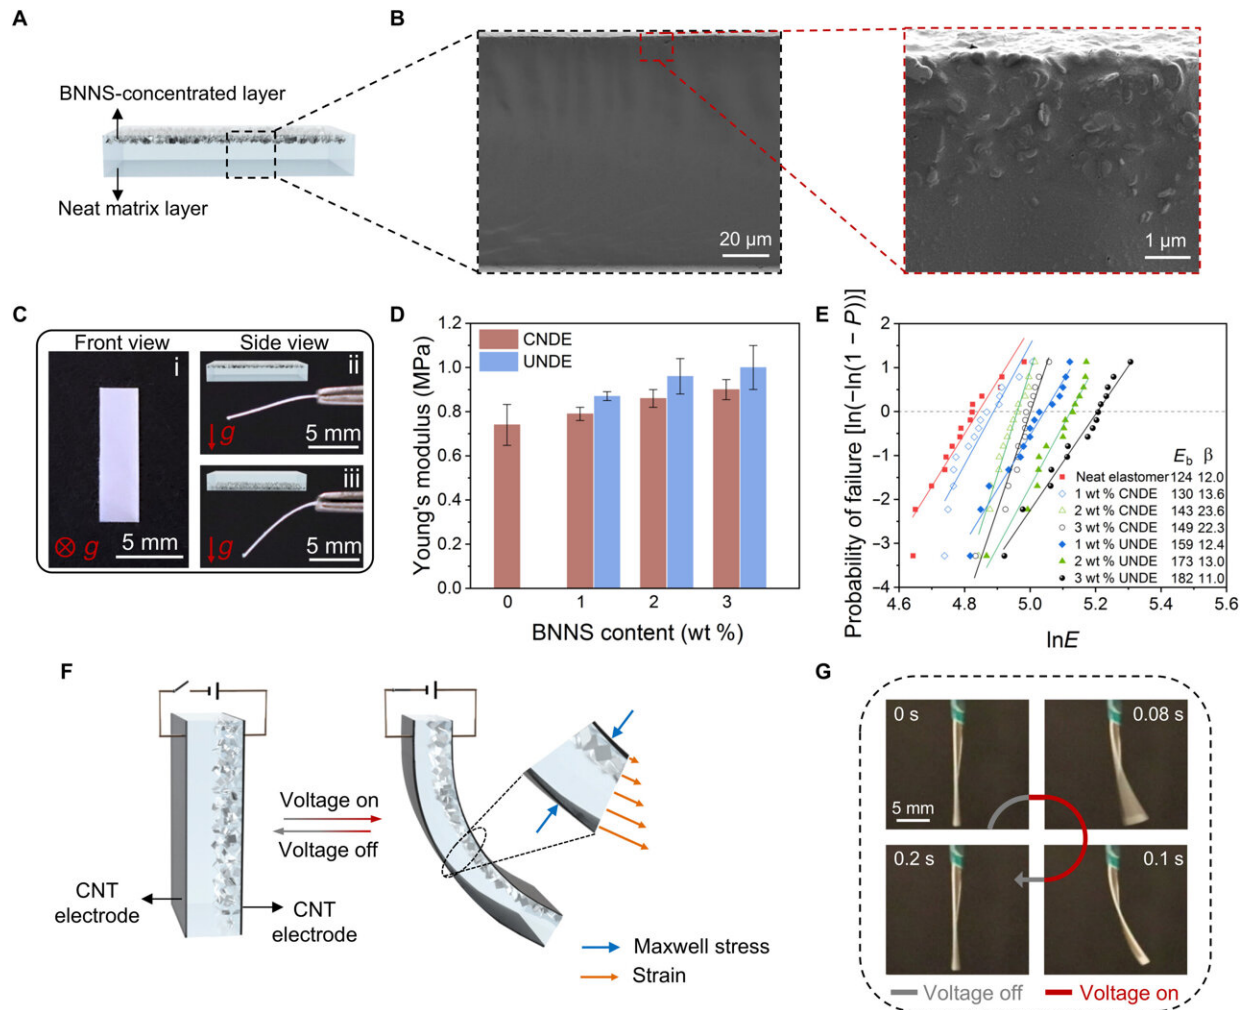 A
BNNS-concentrated layer
Neat matrix layer
B
20 µm
1 µm
C
Front view
Side view
i
5 mm
g
ii
5 mm
g
iii
5 mm
g
D
Young's modulus (MPa)
1.2
1.0
0.8
0.6
0.4
0.2
0.0
CNDE
UNDE
0 1 2 3
BNNS content (wt %)
E
Probability of failure [ln(−ln(1 − P))]
2
1
0
−1
−2
−3
−4
E_b β
Neat elastomer 124 12.0
1 wt % CNDE 130 13.6
2 wt % CNDE 143 23.6
3 wt % CNDE 149 22.3
1 wt % UNDE 159 12.4
2 wt % UNDE 173 13.0
3 wt % UNDE 182 11.0
4.6 4.8 5.0 5.2 5.4 5.6
lnE
F
Voltage on
Voltage off
CNT
electrode
CNT
electrode
Maxwell stress
Strain
G
0 s
5 mm
0.08 s
0.2 s
0.1 s
Voltage off
Voltage on